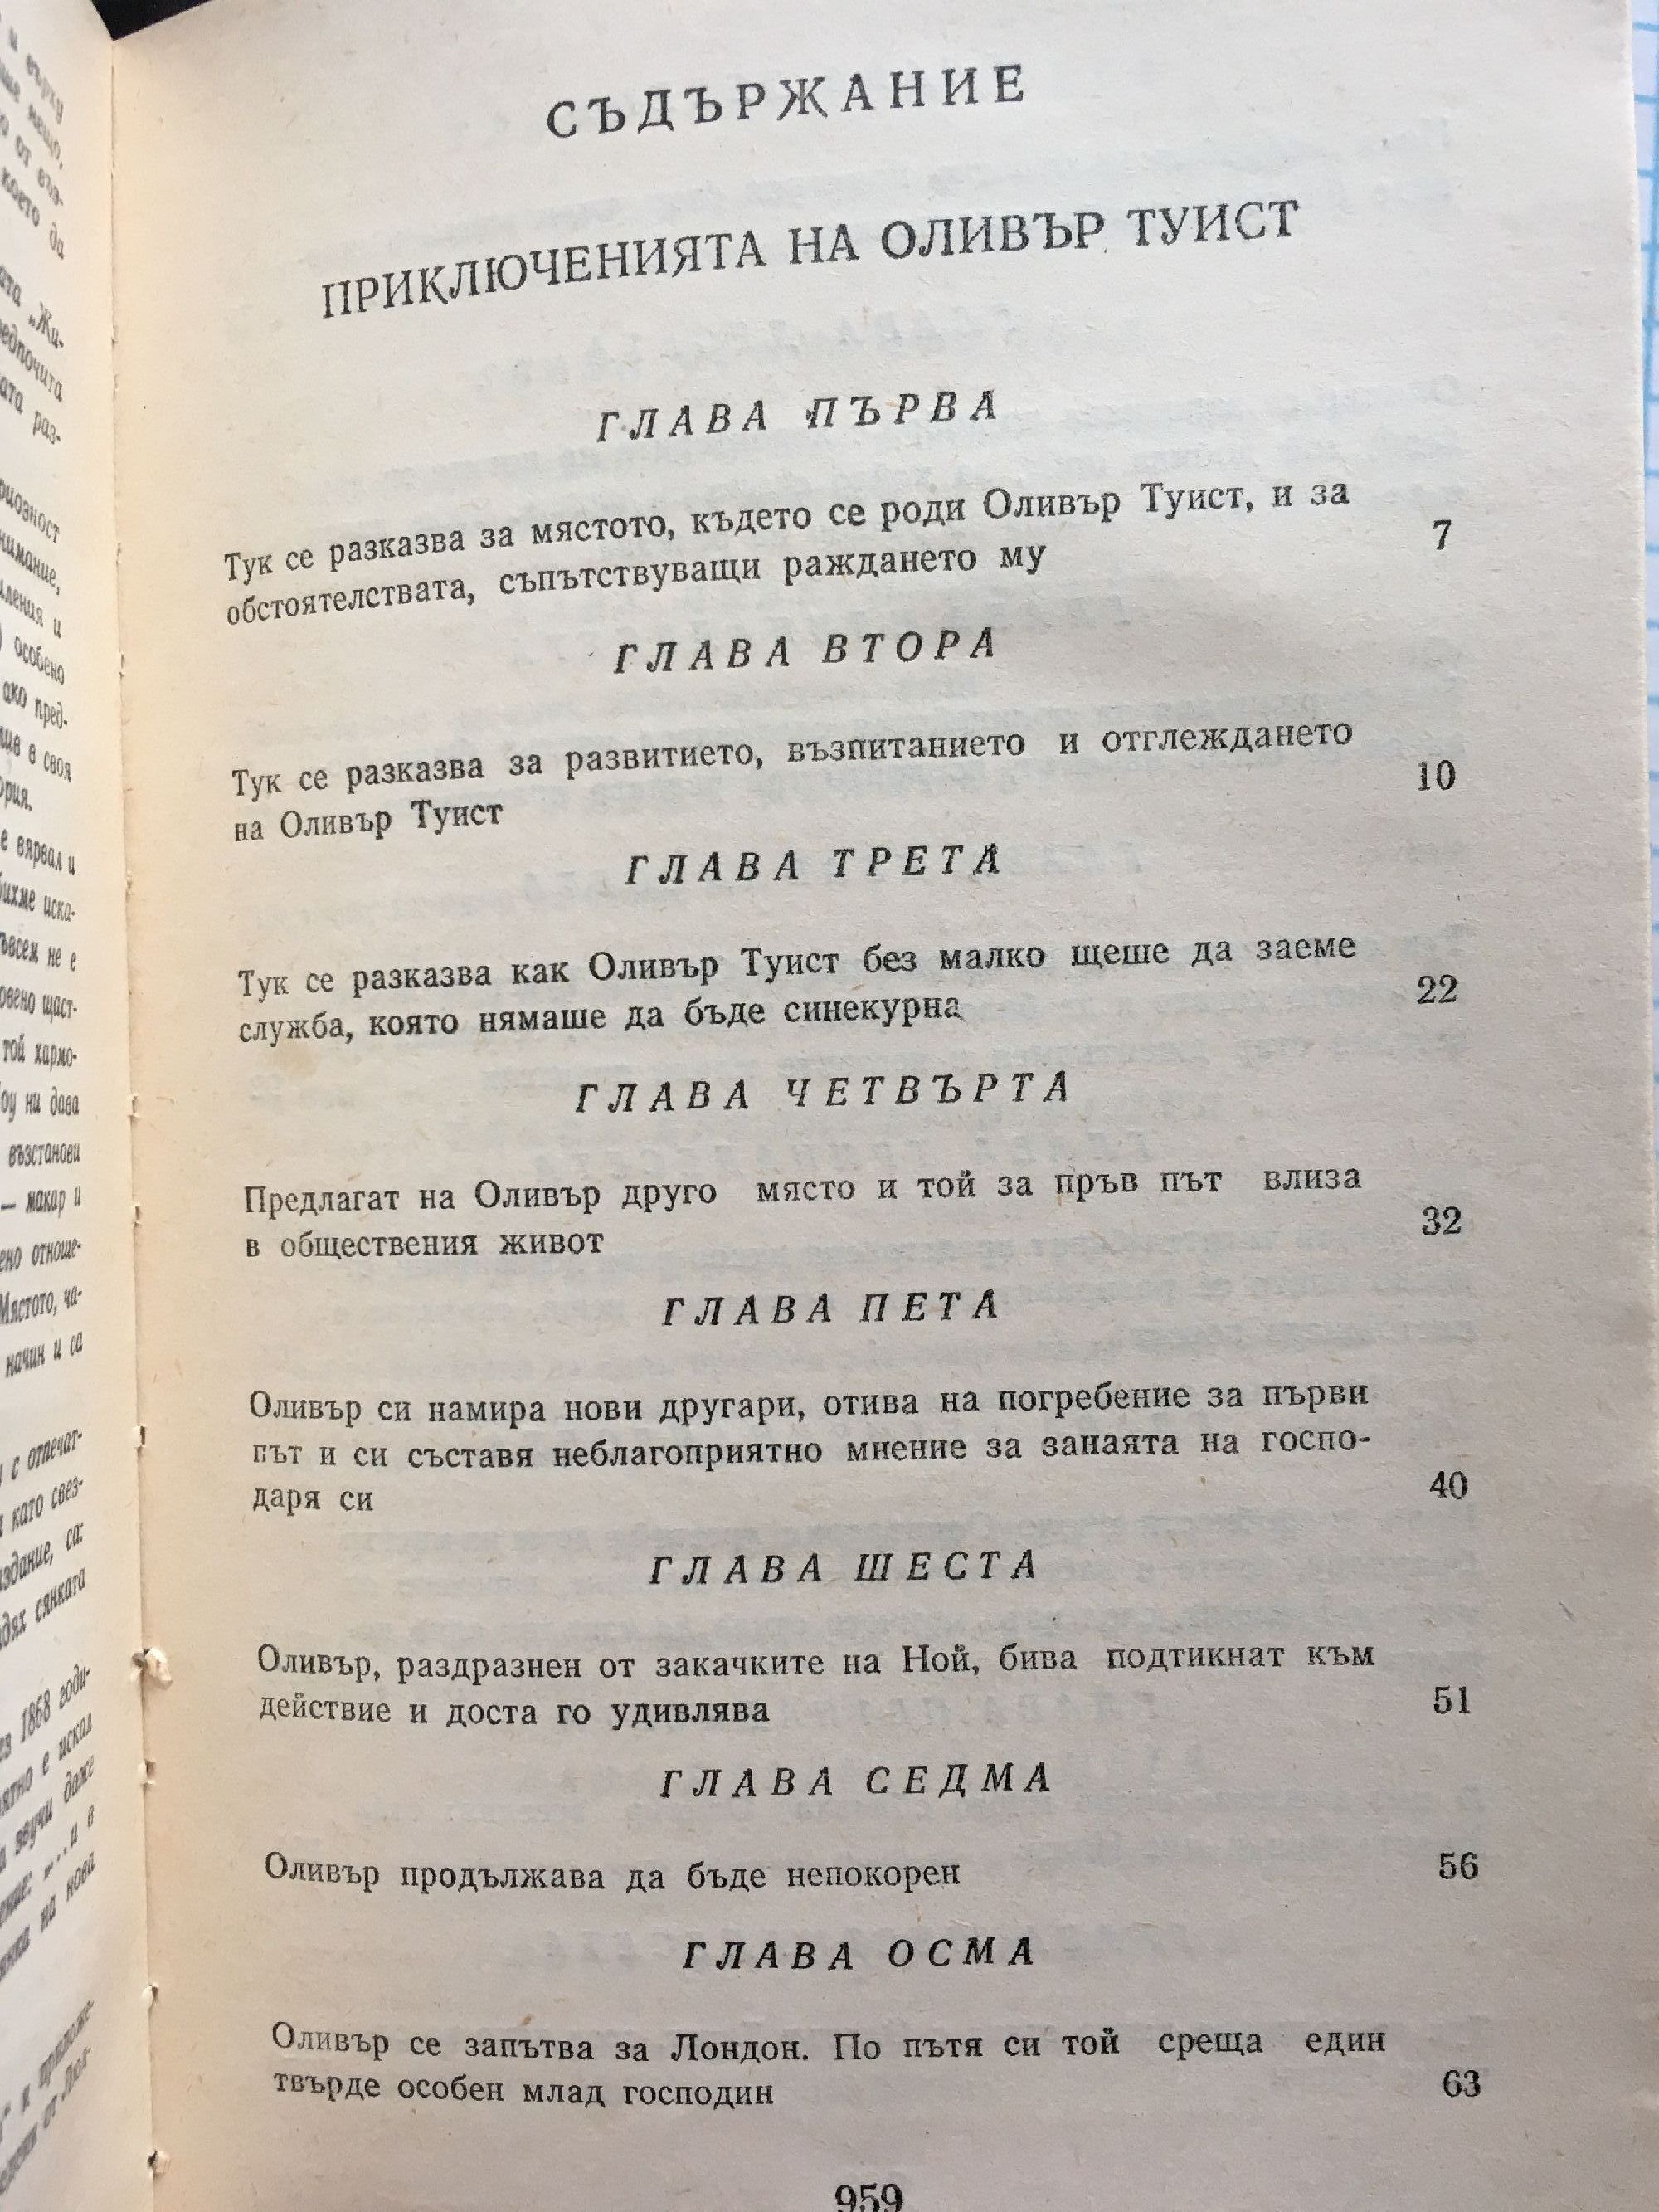 СЪДЪРЖАНИЕ
ПРИКЛЮЧЕНИЯТА НА ОЛИВЪР ТУИСТ
ГЛАВА ПЪРВА
Тук се разказва за мястото, където се роди Оливър Туист, и за
обстоятелствата, съпътствуващи раждането му 7
ГЛАВА ВТОРА
Тук се разказва за развитието, възпитанието и отглеждането
на Оливър Туист 10
ГЛАВА ТРЕТА
Тук се разказва как Оливър Туист без малко щеше да заеме
служба, която нямаше да бъде синекурна 22
ГЛАВА ЧЕТВЪРТА
Предлагат на Оливър друго място и той за пръв път влиза
в обществения живот 32
ГЛАВА ПЕТА
Оливър си намира нови другари, отива на погребение за първи
път и си съставя неблагоприятно мнение за занаята на госпо-
даря си 40
ГЛАВА ШЕСТА
Оливър, раздразнен от закачките на Ной, бива подтикнат към
действие и доста го удивлява 51
ГЛАВА СЕДМА
Оливър продължава да бъде непокорен 56
ГЛАВА ОСМА
Оливър се запътва за Лондон. По пътя си той среща един
твърде особен млад господин 63
959